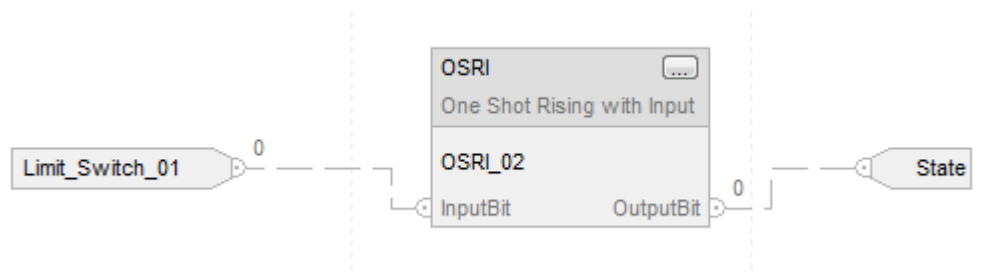 OSRI ...
One Shot Rising with Input
Limit_Switch_01 0
OSRI_02
InputBit OutputBit 0
State